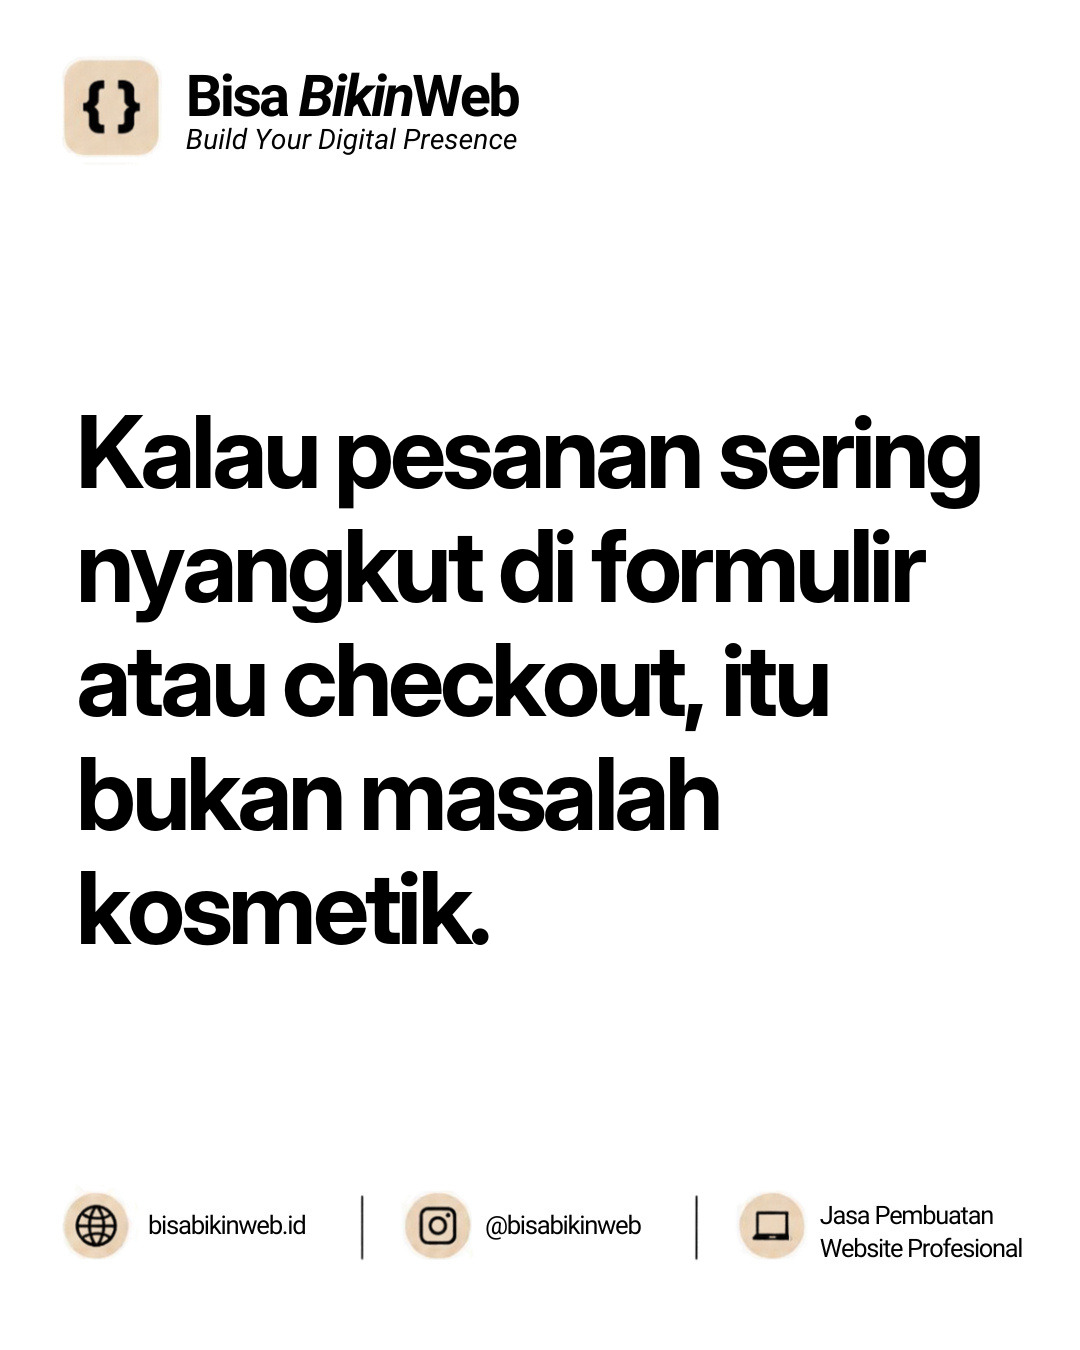 { }
Bisa BikinWeb
Build Your Digital Presence
Kalau pesanan sering
nyangkut di formulir
atau checkout, itu
bukan masalah
kosmetik.
bisabikinweb.id
@bisabikinweb
Jasa Pembuatan
Website Profesional